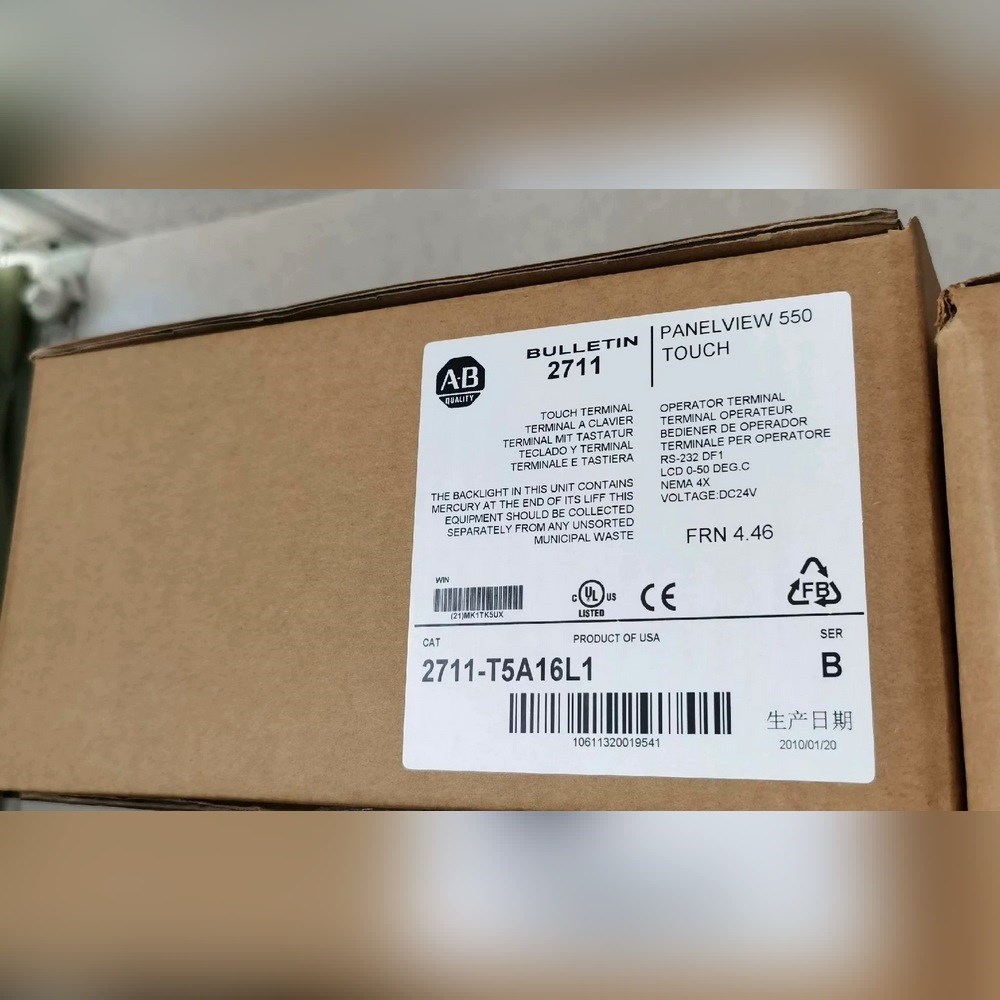 A·B
QUALITY
BULLETIN
2711
PANELVIEW 550
TOUCH
TOUCH TERMINAL
TERMINAL A CLAVIER
TERMINAL MIT TASTATUR
TECLADO Y TERMINAL
TERMINALE E TASTIERA
OPERATOR TERMINAL
TERMINAL OPERATEUR
BEDIENER DE OPERADOR
TERMINALE PER OPERATORE
RS-232 DF1
LCD 0-50 DEG.C
NEMA 4X
VOLTAGE:DC24V
THE BACKLIGHT IN THIS UNIT CONTAINS
MERCURY AT THE END OF ITS LIFF THIS
EQUIPMENT SHOULD BE COLLECTED
SEPARATELY FROM ANY UNSORTED
MUNICIPAL WASTE
FRN 4.46
WIN
(21)MK1TK5UX
C UL US
LISTED
CE
FB
CAT
PRODUCT OF USA
SER
2711-T5A16L1
B
10611320019541
生产日期
2010/01/20